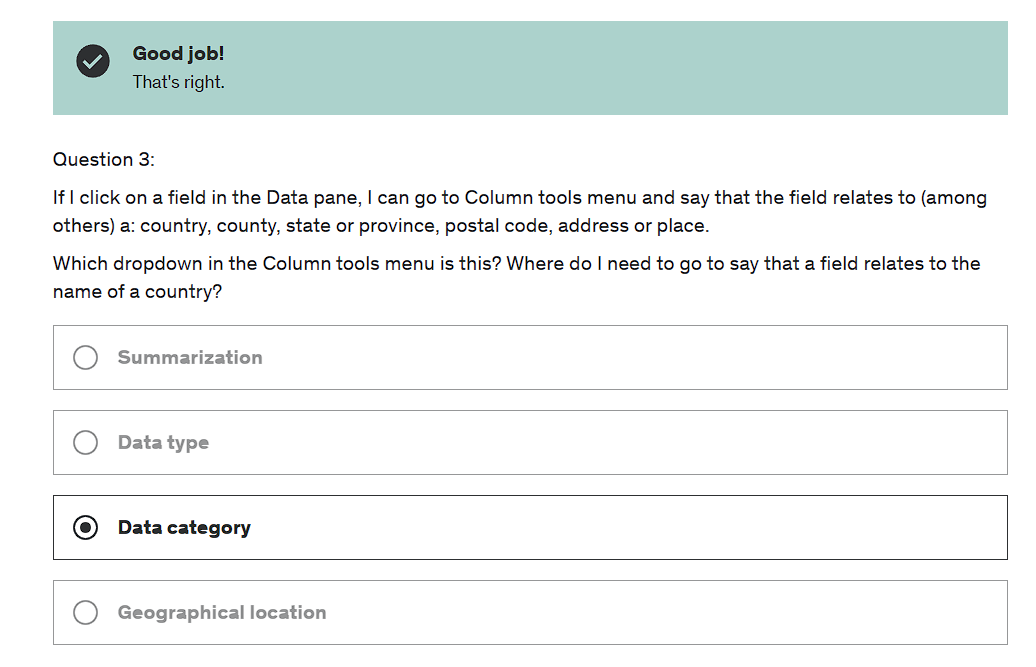 Good job!
That's right.
Question 3:
If I click on a field in the Data pane, I can go to Column tools menu and say that the field relates to (among
others) a: country, county, state or province, postal code, address or place.
Which dropdown in the Column tools menu is this? Where do I need to go to say that a field relates to the
name of a country?
Summarization
Data type
Data category
Geographical location